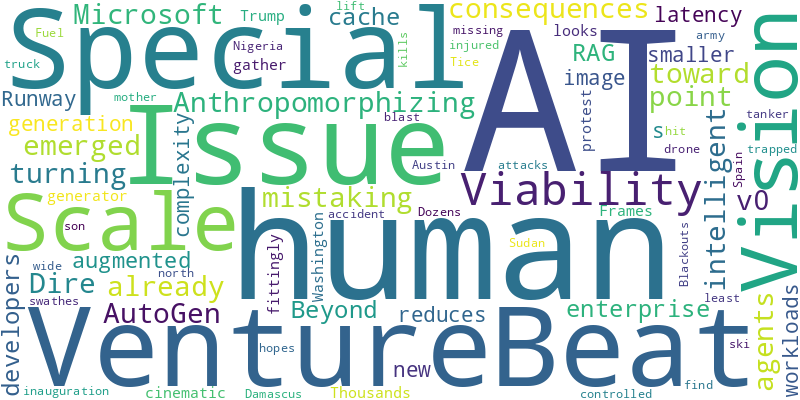 Fuel
Microsoft
Trump
lift
cache
consequences
latency
Special
AI
Vision
truck
Nigeria
gather
kills
missing
injured
Tice
looks
army
RAG
smaller
image
toward
point
Runway
mother
Anthropomorphizing
generation
emerged
Issue
blast
protest
s
hit
tanker
drone
trapped
turning
complexity
Austin
attacks
Viability
intelligent
Spain
v0
generator
Scale
mistaking
human
son
accident
Dozens
Frames
Sudan
Washington
fittingly
Blackouts
wide
north
augmented
Dire
already
swathes
developers
AutoGen
Beyond
reduces
enterprise
least
agents
workloads
VentureBeat
hopes
new
ski
find
inauguration
cinematic
Damascus
Thousands
controlled